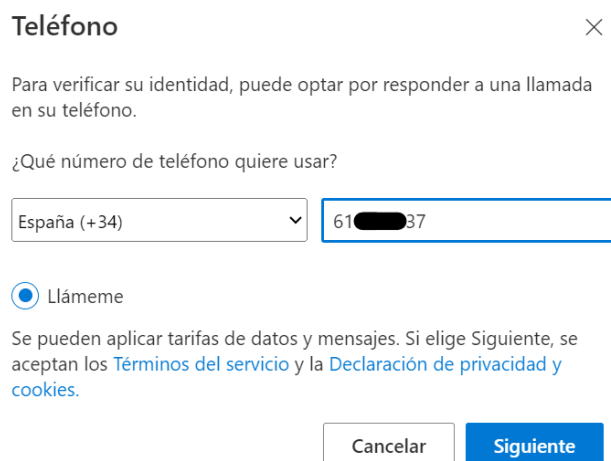 Teléfono
Para verificar su identidad, puede optar por responder a una llamada
en su teléfono.
¿Qué número de teléfono quiere usar?
España (+34)
61 37
Llámeme
Se pueden aplicar tarifas de datos y mensajes. Si elige Siguiente, se
aceptan los Términos del servicio y la Declaración de privacidad y
cookies.
Cancelar
Siguiente